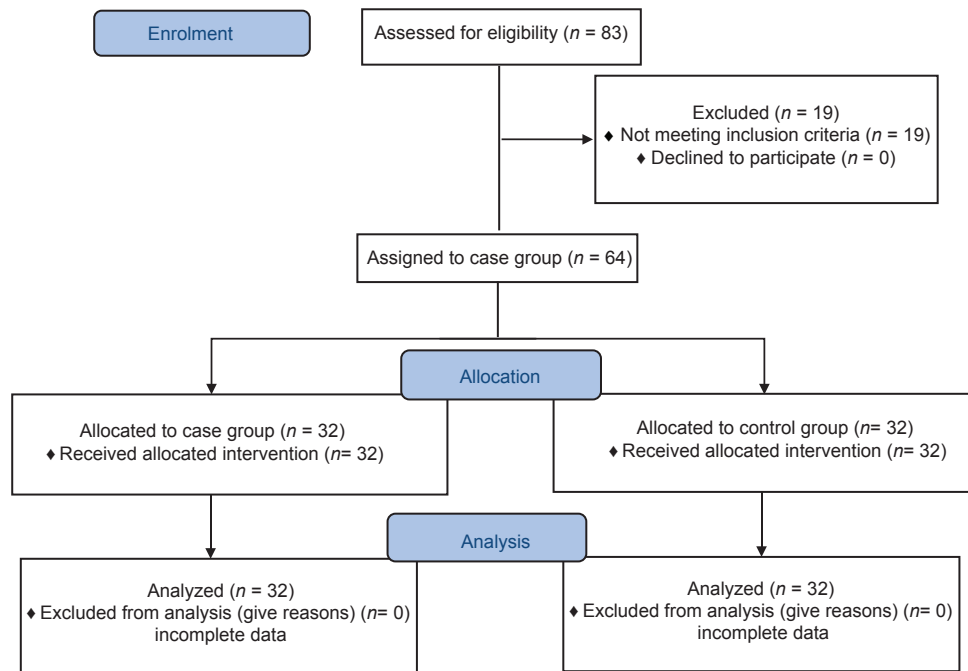 Enrolment
Assessed for eligibility (n = 83)
Excluded (n = 19)
♦ Not meeting inclusion criteria (n = 19)
♦ Declined to participate (n = 0)
Assigned to case group (n = 64)
Allocation
Allocated to case group (n = 32)
♦ Received allocated intervention (n= 32)
Allocated to control group (n= 32)
♦ Received allocated intervention (n= 32)
Analysis
Analyzed (n = 32)
♦ Excluded from analysis (give reasons) (n= 0)
incomplete data
Analyzed (n = 32)
♦ Excluded from analysis (give reasons) (n= 0)
incomplete data